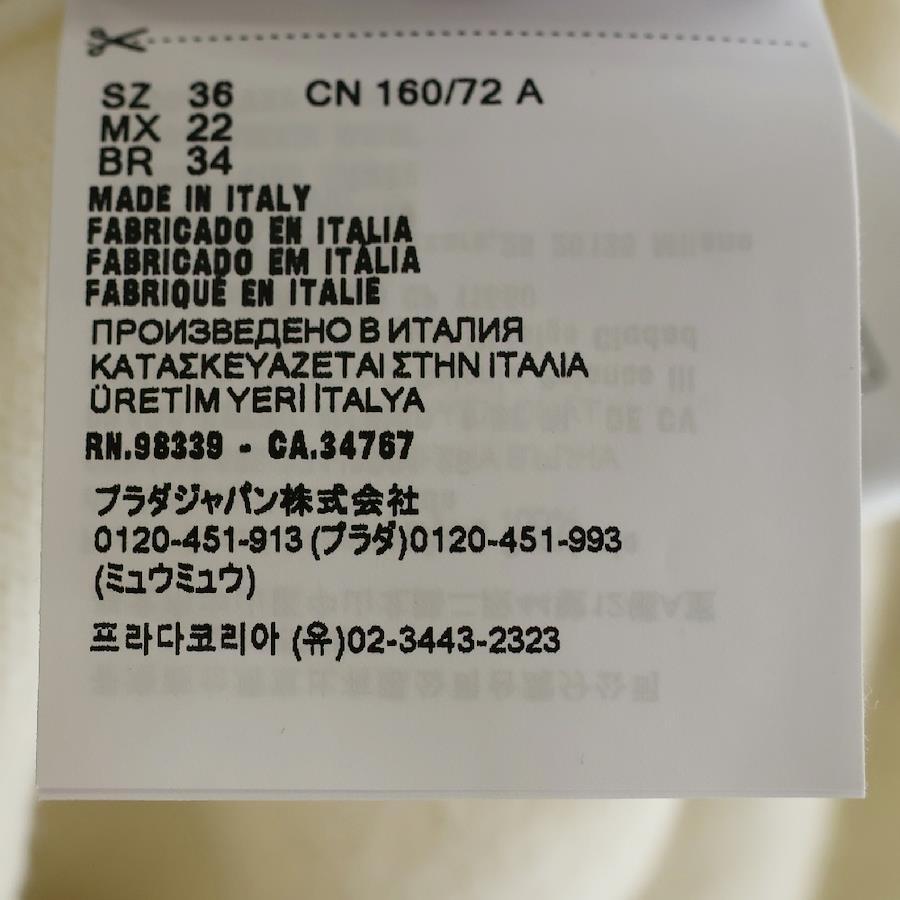 SZ 36 CN 160/72 A
MX 22
BR 34
MADE IN ITALY
FABRICADO EN ITALIA
FABRICADO EM ITÁLIA
FABRIQUÉ EN ITALIE
ПРОИЗВЕДЕНО В ИТАЛИЯ
ΚΑΤΑΣΚΕΥΑΖΕΤΑΙ ΣΤΗΝ ΙΤΑΛΙΑ
ÜRETİM YERİ İTALYA
RN.98339 - CA.34767
プラダジャパン株式会社
0120-451-913 (プラダ)0120-451-993
(ミュウミュウ)
프라다코리아 (유)02-3443-2323